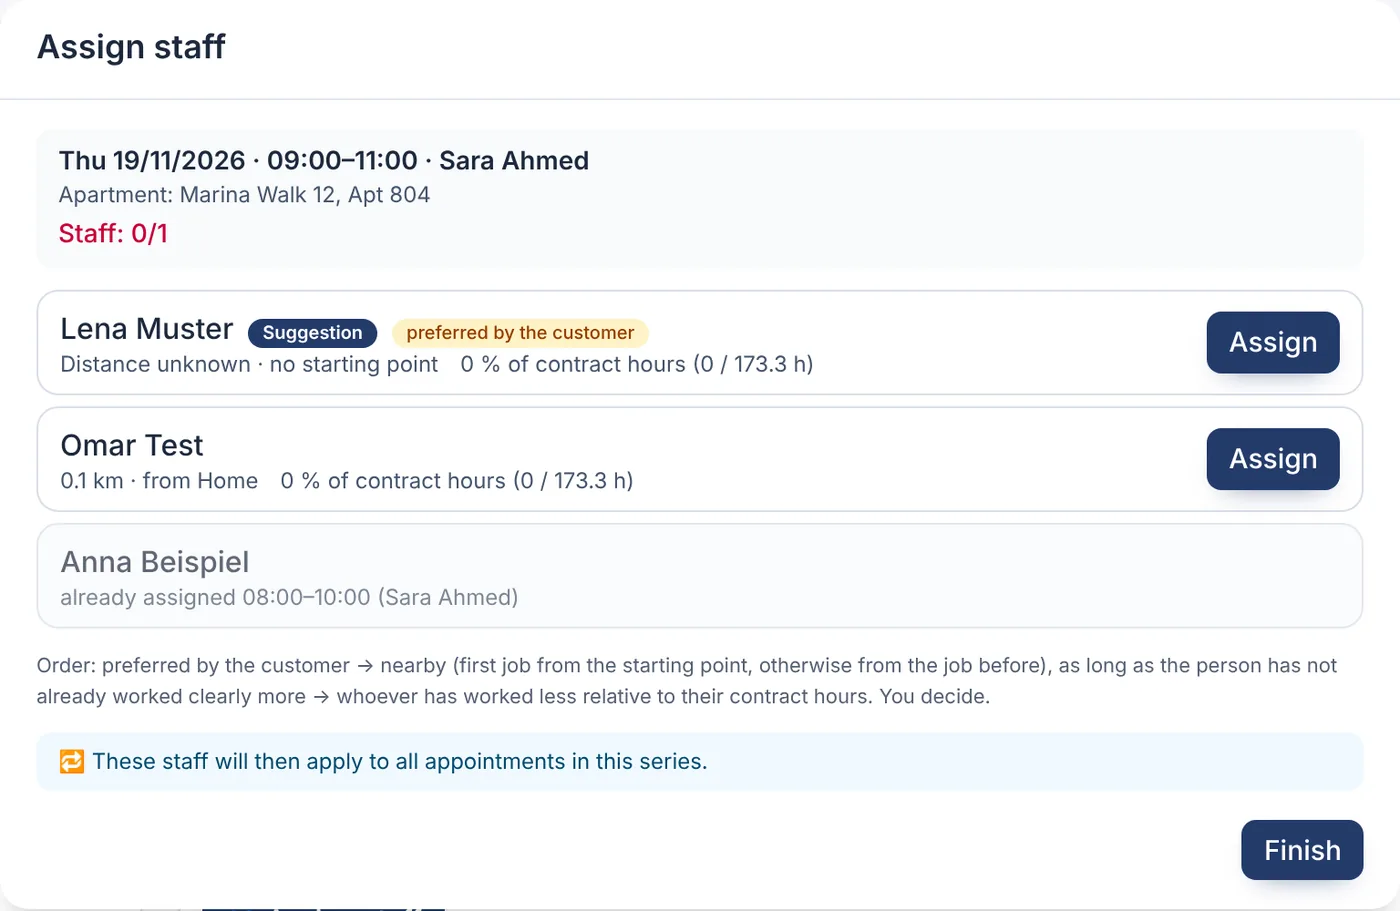 Assign staff
Thu 19/11/2026 · 09:00–11:00 · Sara Ahmed
Apartment: Marina Walk 12, Apt 804
Staff: 0/1
Lena Muster Suggestion preferred by the customer
Distance unknown · no starting point 0 % of contract hours (0 / 173.3 h)
Assign
Omar Test
0.1 km · from Home 0 % of contract hours (0 / 173.3 h)
Assign
Anna Beispiel
already assigned 08:00–10:00 (Sara Ahmed)
Order: preferred by the customer → nearby (first job from the starting point, otherwise from the job before), as long as the person has not
already worked clearly more → whoever has worked less relative to their contract hours. You decide.
🔁 These staff will then apply to all appointments in this series.
Finish